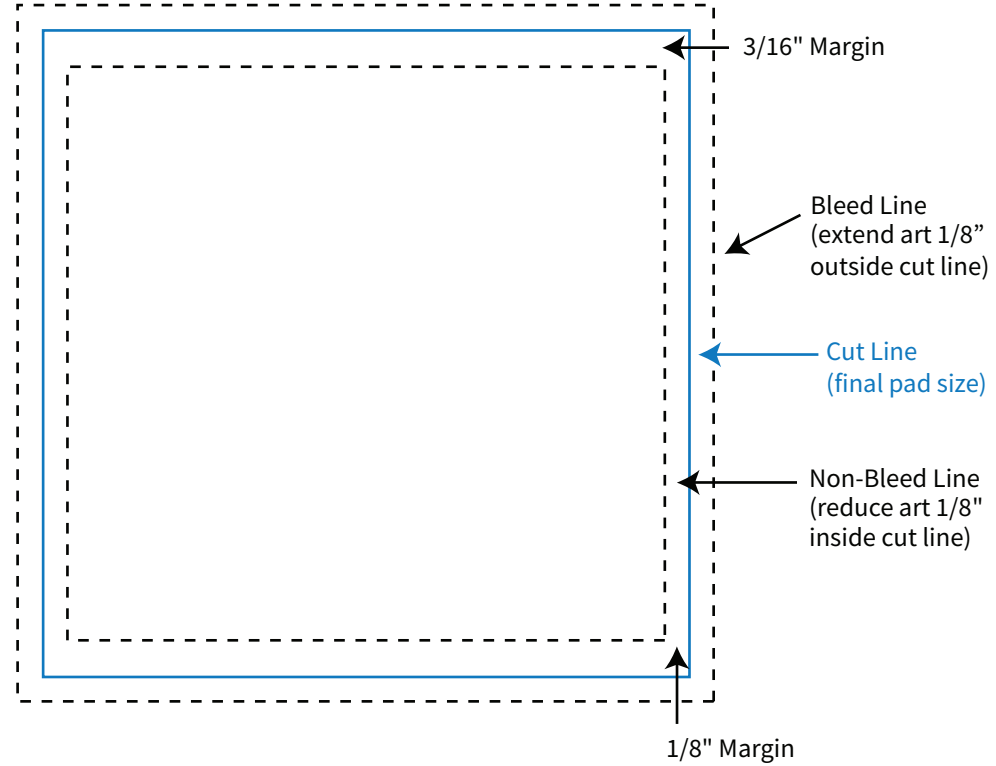 3/16" Margin
Bleed Line
(extend art 1/8”
outside cut line)
Cut Line
(final pad size)
Non-Bleed Line
(reduce art 1/8"
inside cut line)
1/8" Margin